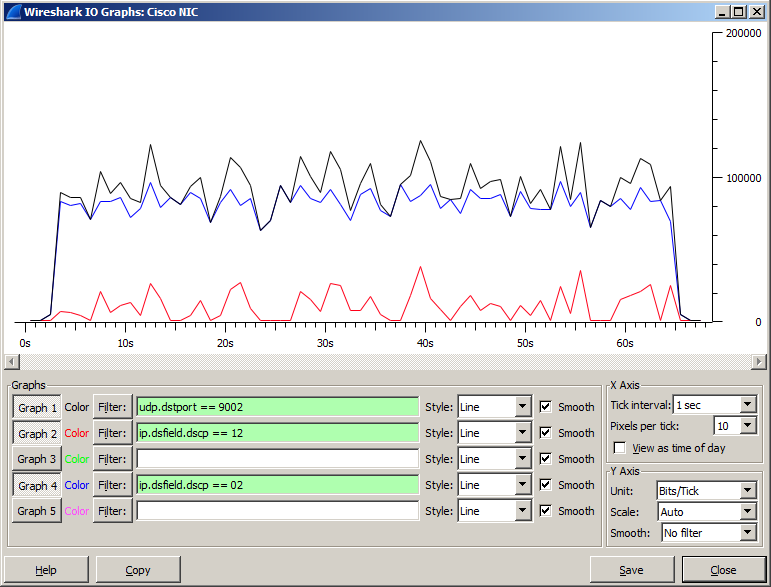 Wireshark IO Graphs: Cisco NIC
200000
100000
0
0s 10s 20s 30s 40s 50s 60s
Graphs
Graph 1 Color Filter: udp.dstport == 9002 Style: Line Smooth
Graph 2 Color Filter: ip.dsfield.dscp == 12 Style: Line Smooth
Graph 3 Color Filter: Style: Line Smooth
Graph 4 Color Filter: ip.dsfield.dscp == 02 Style: Line Smooth
Graph 5 Color Filter: Style: Line Smooth
X Axis
Tick interval: 1 sec
Pixels per tick: 10
View as time of day
Y Axis
Unit: Bits/Tick
Scale: Auto
Smooth: No filter
Help Copy Save Close